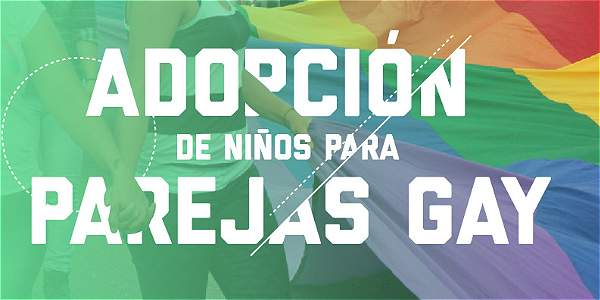 ADOPCIÓN
DE NIÑOS PARA
PAREJAS GAY